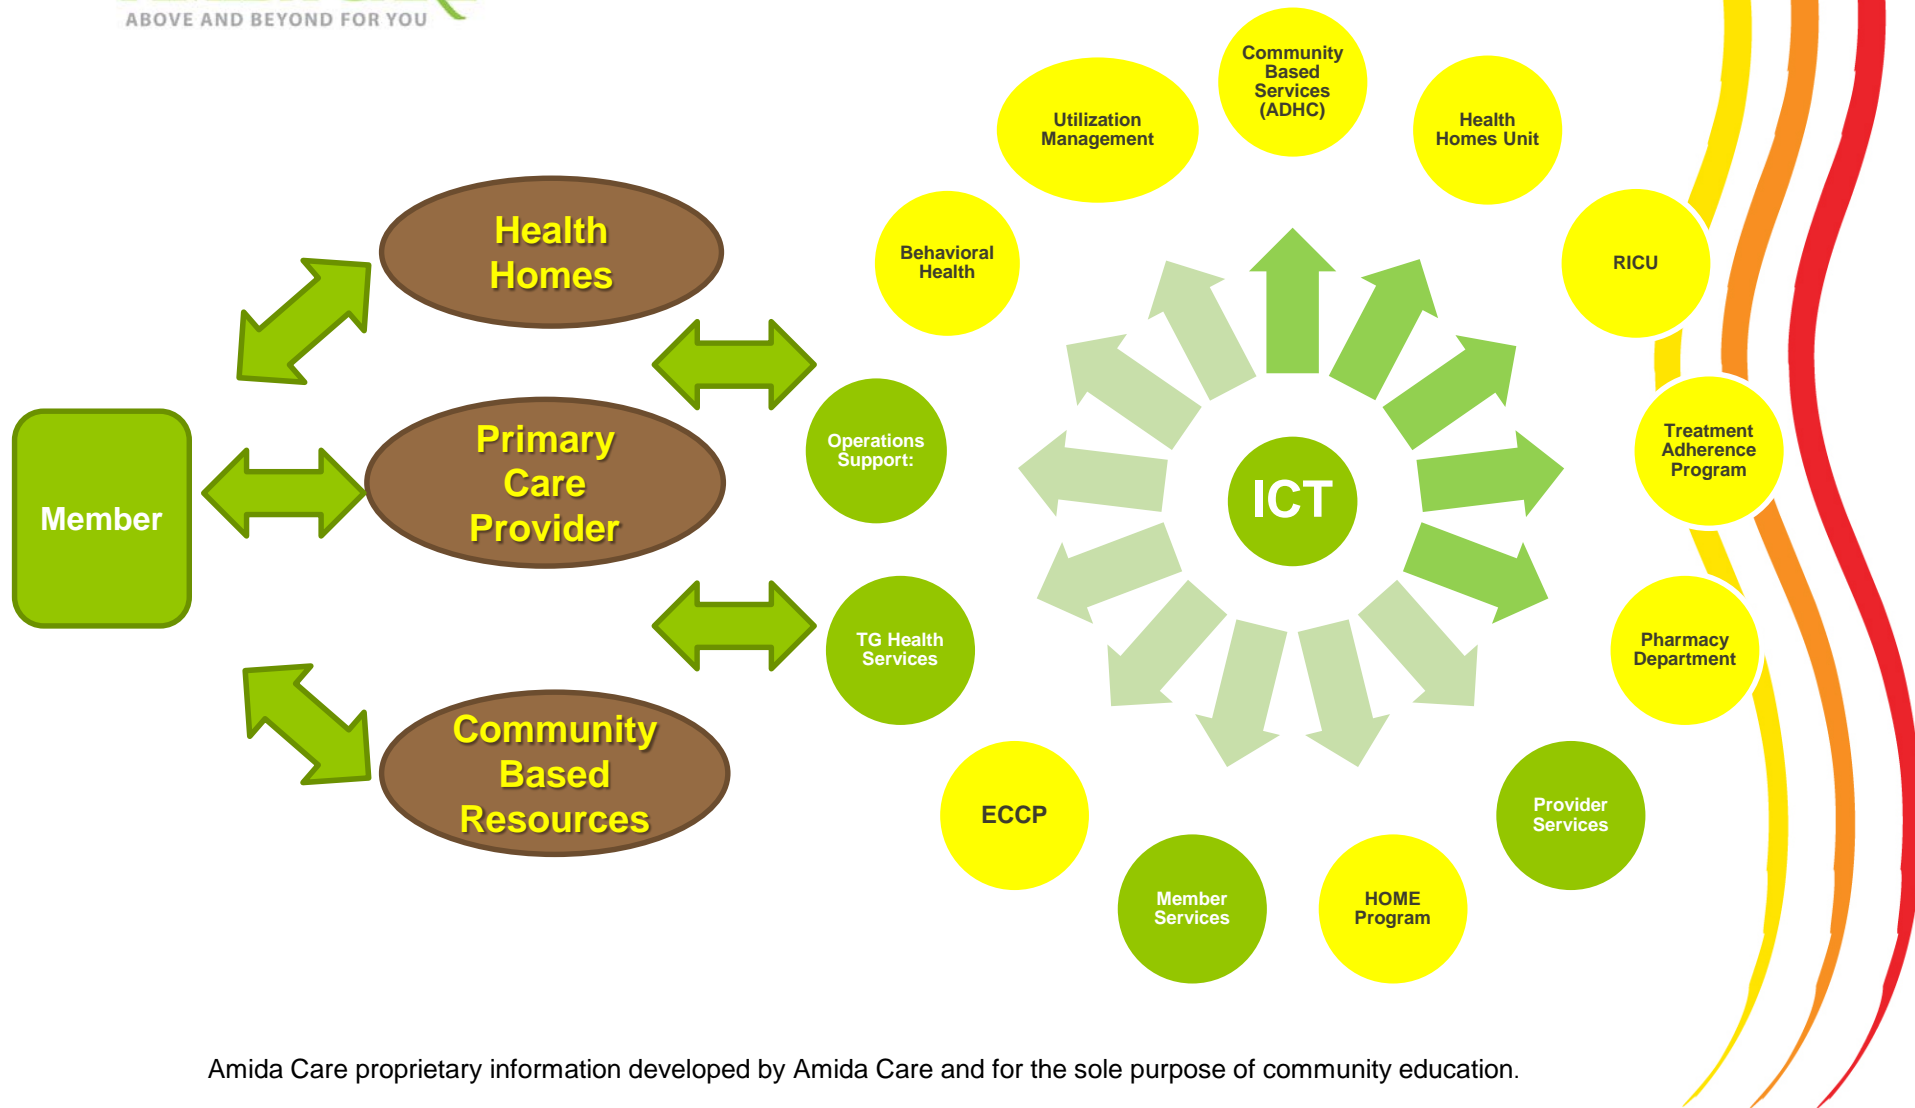 ABOVE AND BEYOND FOR YOU
Community
Based
Services
(ADHC)
Utilization
Management
Health
Homes Unit
Behavioral
Health
RICU
Health
Homes
Operations
Support:
Treatment
Adherence
Program
Primary
Care
Provider
Member
ICT
TG Health
Services
Pharmacy
Department
Community
Based
Resources
ECCP
Provider
Services
Member
Services
HOME
Program
Amida Care proprietary information developed by Amida Care and for the sole purpose of community education.